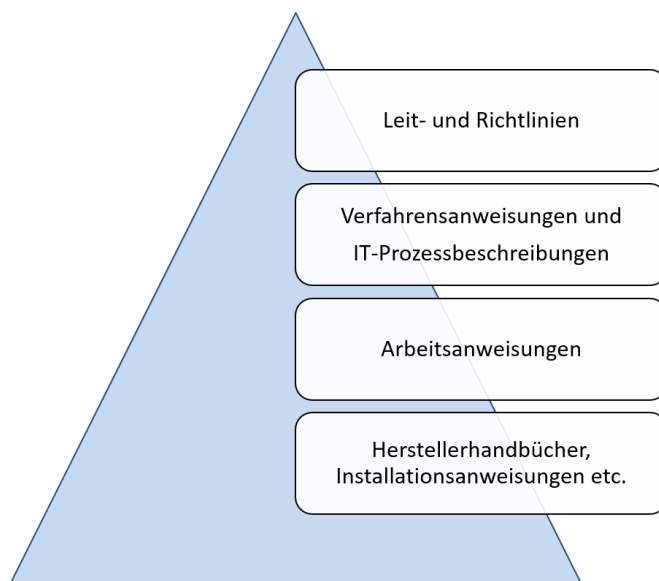 Leit- und Richtlinien
Verfahrensanweisungen und
IT-Prozessbeschreibungen
Arbeitsanweisungen
Herstellerhandbücher,
Installationsanweisungen etc.